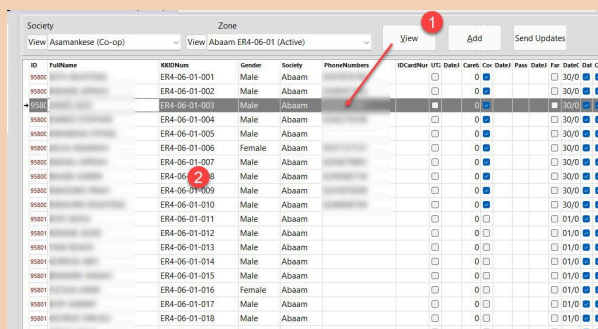 Society Zone
View Asamankese (Co-op) View Abaam ER4-06-01 (Active) View Add Send Updates
1
ID FullName KKIDNum Gender Society PhoneNumbers IDCardNur UTZ DateJ Careb Coc DateJ Pass DateJ Far DateC Dat
95800 ER4-06-01-001 Male Abaam 0 30/0
95800 ER4-06-01-002 Male Abaam 0 30/0
9580 ER4-06-01-003 Male Abaam 0 30/0
95800 ER4-06-01-004 Male Abaam 0 30/0
95800 ER4-06-01-005 Male Abaam 0 30/0
95800 ER4-06-01-006 Female Abaam 0 30/0
95800 ER4-06-01-007 Male Abaam 0 30/0
95800 ER4-06 8 Male Abaam 0 30/0
2
95800 ER4-06-01-009 Male Abaam 0 30/0
95801 ER4-06-01-010 Male Abaam 0 30/0
95801 ER4-06-01-011 Male Abaam 0 01/0
95801 ER4-06-01-012 Male Abaam 0 01/0
95801 ER4-06-01-013 Male Abaam 0 01/0
95801 ER4-06-01-014 Male Abaam 0 01/0
95801 ER4-06-01-015 Male Abaam 0 01/0
95801 ER4-06-01-016 Female Abaam 0 01/0
95801 ER4-06-01-017 Male Abaam 0 01/0
95801 ER4-06-01-018 Male Abaam 0 01/0